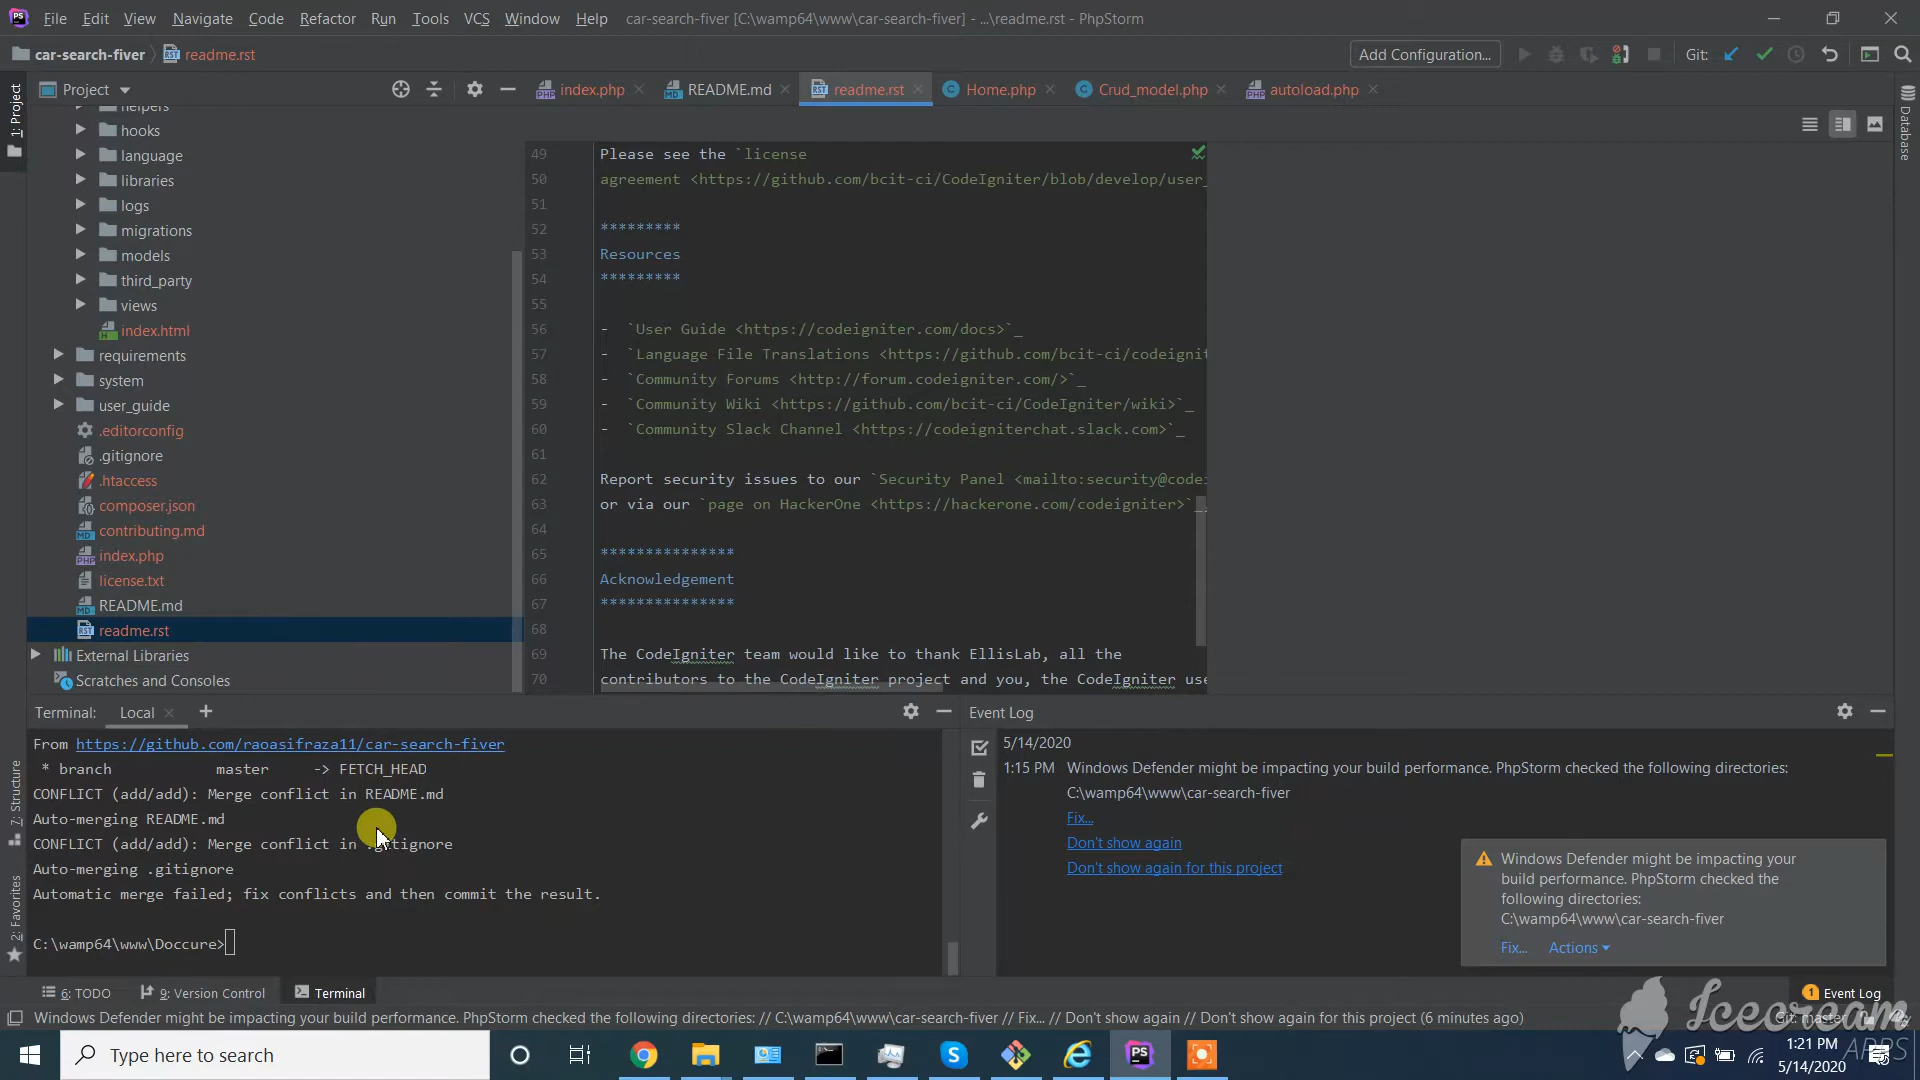 File Edit View Navigate Code Refactor Run Tools VCS Window Help car-search-fiver [C:\wamp64\www\car-search-fiver] - ...\readme.rst - PhpStorm
car-search-fiver readme.rst Add Configuration... Git:
Project index.php README.md readme.rst Home.php Crud_model.php autoload.php
1: Project
Database
helpers
hooks
language
libraries
logs
migrations
models
third_party
views
index.html
requirements
system
user_guide
.editorconfig
.gitignore
.htaccess
composer.json
contributing.md
index.php
license.txt
README.md
readme.rst
External Libraries
Scratches and Consoles
49 Please see the `license
50 agreement <https://github.com/bcit-ci/CodeIgniter/blob/develop/user_
51
52 *********
53 Resources
54 *********
55
56 - `User Guide <https://codeigniter.com/docs>`_
57 - `Language File Translations <https://github.com/bcit-ci/codeignit
58 - `Community Forums <http://forum.codeigniter.com/>`_
59 - `Community Wiki <https://github.com/bcit-ci/CodeIgniter/wiki>`_
60 - `Community Slack Channel <https://codeigniterchat.slack.com>`_
61
62 Report security issues to our `Security Panel <mailto:security@code
63 or via our `page on HackerOne <https://hackerone.com/codeigniter>`_
64
65 ***************
66 Acknowledgement
67 ***************
68
69 The CodeIgniter team would like to thank EllisLab, all the
70 contributors to the CodeIgniter project and you, the CodeIgniter use
7: Structure
2: Favorites
Terminal: Local
From https://github.com/raoasifraza11/car-search-fiver
* branch master -> FETCH_HEAD
CONFLICT (add/add): Merge conflict in README.md
Auto-merging README.md
CONFLICT (add/add): Merge conflict in .gitignore
Auto-merging .gitignore
Automatic merge failed; fix conflicts and then commit the result.
C:\wamp64\www\Doccure>
Event Log
5/14/2020
1:15 PM Windows Defender might be impacting your build performance. PhpStorm checked the following directories:
C:\wamp64\www\car-search-fiver
Fix...
Don't show again
Don't show again for this project
Windows Defender might be impacting your
build performance. PhpStorm checked the
following directories:
C:\wamp64\www\car-search-fiver
Fix... Actions
6: TODO 9: Version Control Terminal 1 Event Log
Windows Defender might be impacting your build performance. PhpStorm checked the following directories: // C:\wamp64\www\car-search-fiver // Fix... // Don't show again // Don't show again for this project (6 minutes ago) Git: master
Icecream
APPS
Type here to search
1:21 PM
5/14/2020